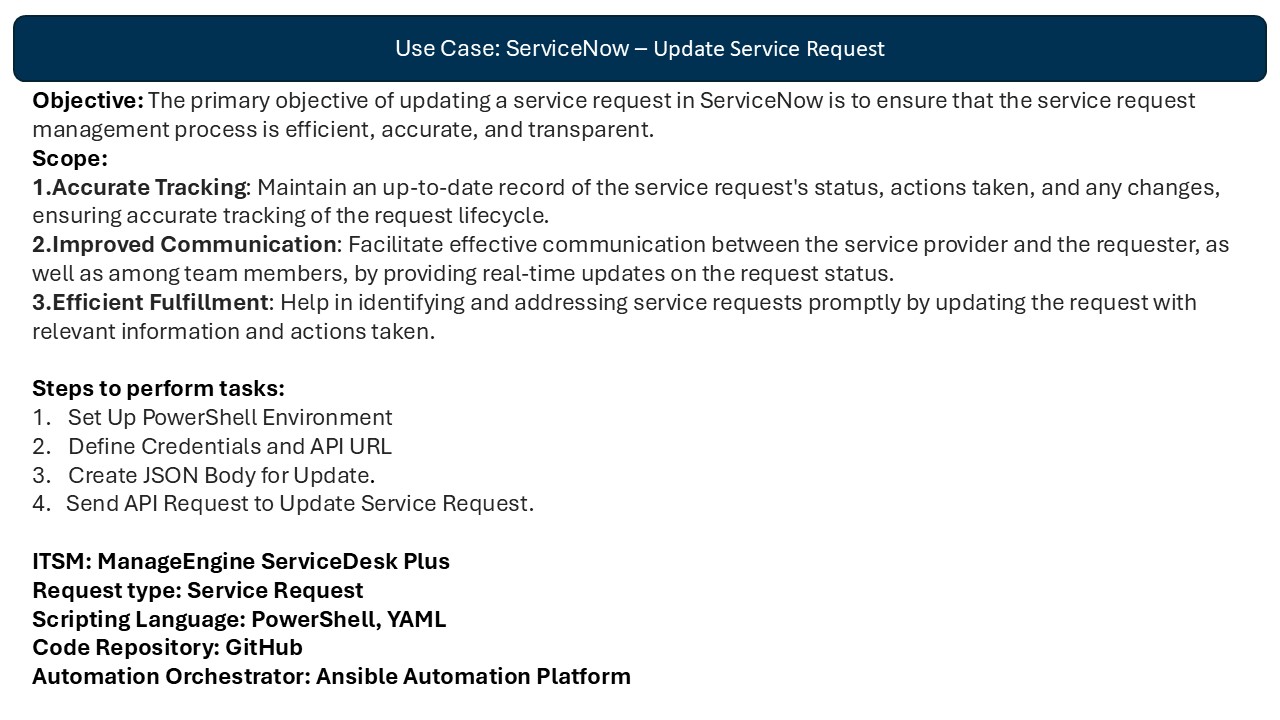 Use Case: ServiceNow – Update Service Request
Objective: The primary objective of updating a service request in ServiceNow is to ensure that the service request
management process is efficient, accurate, and transparent.
Scope:
1.Accurate Tracking: Maintain an up-to-date record of the service request's status, actions taken, and any changes,
ensuring accurate tracking of the request lifecycle.
2.Improved Communication: Facilitate effective communication between the service provider and the requester, as
well as among team members, by providing real-time updates on the request status.
3.Efficient Fulfillment: Help in identifying and addressing service requests promptly by updating the request with
relevant information and actions taken.
Steps to perform tasks:
1. Set Up PowerShell Environment
2. Define Credentials and API URL
3. Create JSON Body for Update.
4. Send API Request to Update Service Request.
ITSM: ManageEngine ServiceDesk Plus
Request type: Service Request
Scripting Language: PowerShell, YAML
Code Repository: GitHub
Automation Orchestrator: Ansible Automation Platform